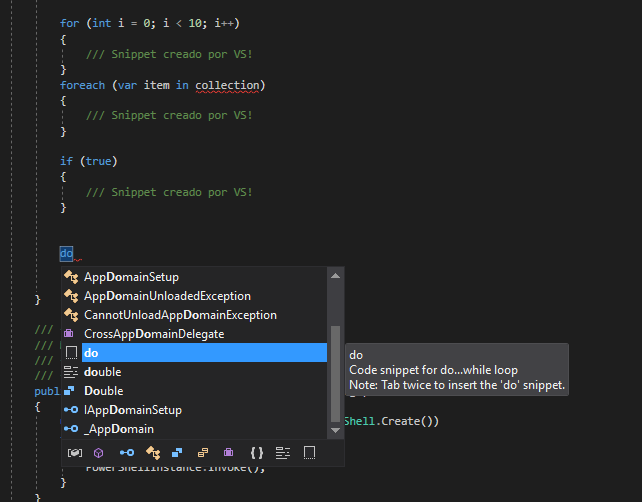 for (int i = 0; i < 10; i++)
{
/// Snippet creado por VS!
}
foreach (var item in collection)
{
/// Snippet creado por VS!
}
if (true)
{
/// Snippet creado por VS!
}
do
AppDomainSetup
AppDomainUnloadedException
CannotUnloadAppDomainException
CrossAppDomainDelegate
do
double
Double
IAppDomainSetup
_AppDomain
do
Code snippet for do...while loop
Note: Tab twice to insert the 'do' snippet.
}
///
///
///
///
publ
{
Shell.Create())
PowerShellInstance.Invoke();
}
}